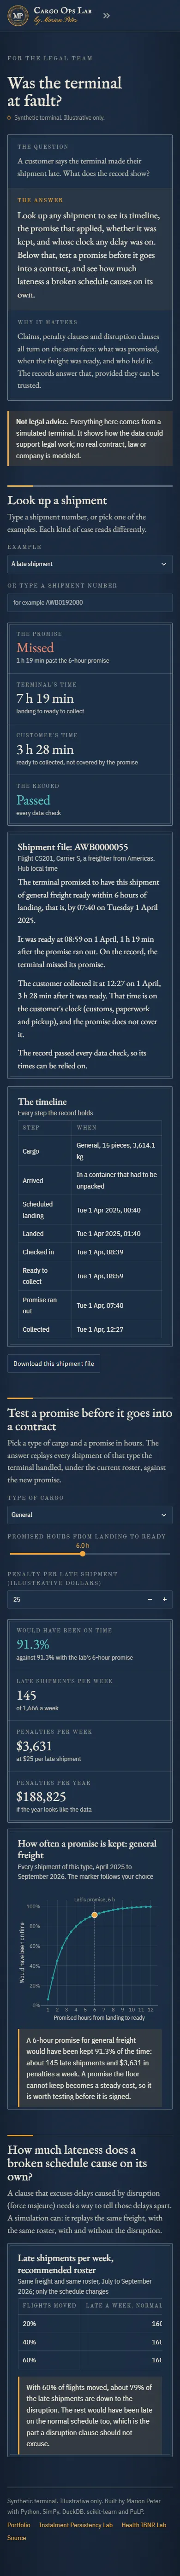 MP
CARGO OPS LAB
by Marion Peter
»
FOR THE LEGAL TEAM
Was the terminal
at fault?
Synthetic terminal. Illustrative only.
THE QUESTION
A customer says the terminal made their
shipment late. What does the record show?
THE ANSWER
Look up any shipment to see its timeline,
the promise that applied, whether it was
kept, and whose clock any delay was on.
Below that, test a promise before it goes
into a contract, and see how much
lateness a broken schedule causes on its
own.
WHY IT MATTERS
Claims, penalty clauses and disruption clauses
all turn on the same facts: what was promised,
when the freight was ready, and who held it.
The records answer that, provided they can be
trusted.
Not legal advice. Everything here comes from a
simulated terminal. It shows how the data could
support legal work; no real contract, law or
company is modeled.
Look up a shipment
Type a shipment number, or pick one of the
examples. Each kind of case reads differently.
EXAMPLE
A late shipment
OR TYPE A SHIPMENT NUMBER
for example AWB0192080
THE PROMISE
Missed
1 h 19 min past the 6-hour promise
TERMINAL'S TIME
7 h 19 min
landing to ready to collect
CUSTOMER'S TIME
3 h 28 min
ready to collected, not covered by the promise
THE RECORD
Passed
every data check
Shipment file: AWB0000055
Flight CS201, Carrier S, a freighter from Americas.
Hub local time
The terminal promised to have this shipment
of general freight ready within 6 hours of
landing, that is, by 07:40 on Tuesday 1 April
2025.
It was ready at 08:59 on 1 April, 1 h 19 min
after the promise ran out. On the record, the
terminal missed its promise.
The customer collected it at 12:27 on 1 April,
3 h 28 min after it was ready. That time is on
the customer's clock (customs, paperwork
and pickup), and the promise does not cover
it.
The record passed every data check, so its
times can be relied on.
The timeline
Every step the record holds
STEP WHEN
Cargo General, 15 pieces, 3,614.1 kg
Arrived In a container that had to be unpacked
Scheduled landing Tue 1 Apr 2025, 00:40
Landed Tue 1 Apr 2025, 01:40
Checked in Tue 1 Apr, 08:39
Ready to collect Tue 1 Apr, 08:59
Promise ran out Tue 1 Apr, 07:40
Collected Tue 1 Apr, 12:27
Download this shipment file
Test a promise before it goes into
a contract
Pick a type of cargo and a promise in hours. The
answer replays every shipment of that type the
terminal handled, under the current roster, against
the new promise.
TYPE OF CARGO
General
PROMISED HOURS FROM LANDING TO READY
6.0 h
PENALTY PER LATE SHIPMENT
(ILLUSTRATIVE DOLLARS)
25 − +
WOULD HAVE BEEN ON TIME
91.3%
against 91.3% with the lab's 6-hour promise
LATE SHIPMENTS PER WEEK
145
of 1,666 a week
PENALTIES PER WEEK
$3,631
at $25 per late shipment
PENALTIES PER YEAR
$188,825
if the year looks like the data
How often a promise is kept: general
freight
Every shipment of this type, April 2025 to
September 2026. The marker follows your choice
Lab's promise, 6 h
Would have been on time
100%
80%
60%
40%
20%
0%
1 2 3 4 5 6 7 8 9 10 11 12
Promised hours from landing to ready
A 6-hour promise for general
freight would have been kept 91.3% of the time:
about 145 late shipments and $3,631 in
penalties a week. A promise the floor
cannot keep becomes a steady cost, so it
is worth testing before it is signed.
How much lateness does a
broken schedule cause on its
own?
A clause that excuses delays caused by disruption
(force majeure) needs a way to tell those delays apart.
A simulation can: it replays the same freight, with
the same roster, with and without the disruption.
Late shipments per week,
recommended roster
Same freight and same roster, July to September
2026; only the schedule changes
FLIGHTS MOVED LATE A WEEK, NORMAL
20% 160
40% 160
60% 160
With 60% of flights moved, about 79% of
the late shipments are down to the
disruption. The rest would have been late
on the normal schedule too, which is the
part a disruption clause should not
excuse.
Synthetic terminal. Illustrative only. Built by Marion Peter
with Python, SimPy, DuckDB, scikit-learn and PuLP.
Portfolio Instalment Persistency Lab Health IBNR Lab
Source